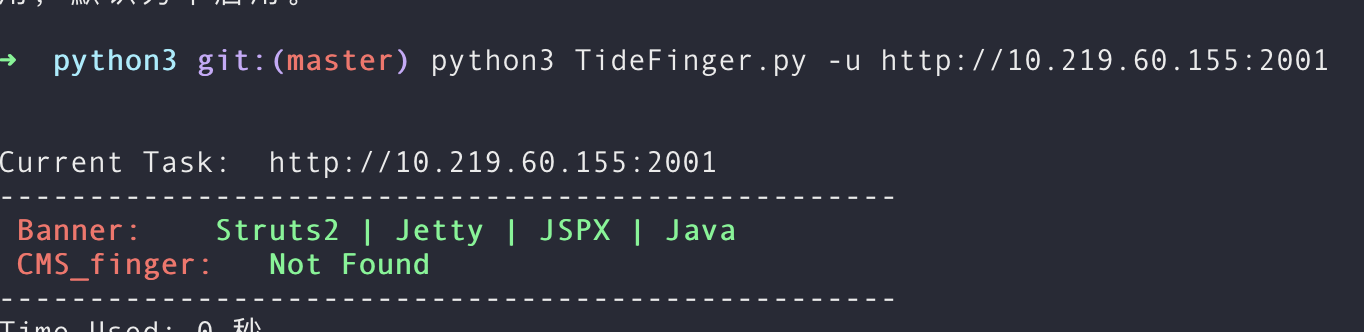 ➜ python3 git:(master) python3 TideFinger.py -u http://10.219.60.155:2001
Current Task: http://10.219.60.155:2001
--------------------------------------------------
Banner: Struts2 | Jetty | JSPX | Java
CMS_finger: Not Found
--------------------------------------------------
Time Used: 0 秒